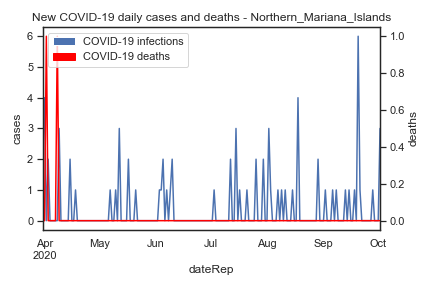 New COVID-19 daily cases and deaths - Northern_Mariana_Islands
COVID-19 infections
COVID-19 deaths
cases
6
5
4
3
2
1
0
deaths
1.0
0.8
0.6
0.4
0.2
0.0
Apr
2020
May
Jun
Jul
Aug
Sep
Oct
dateRep